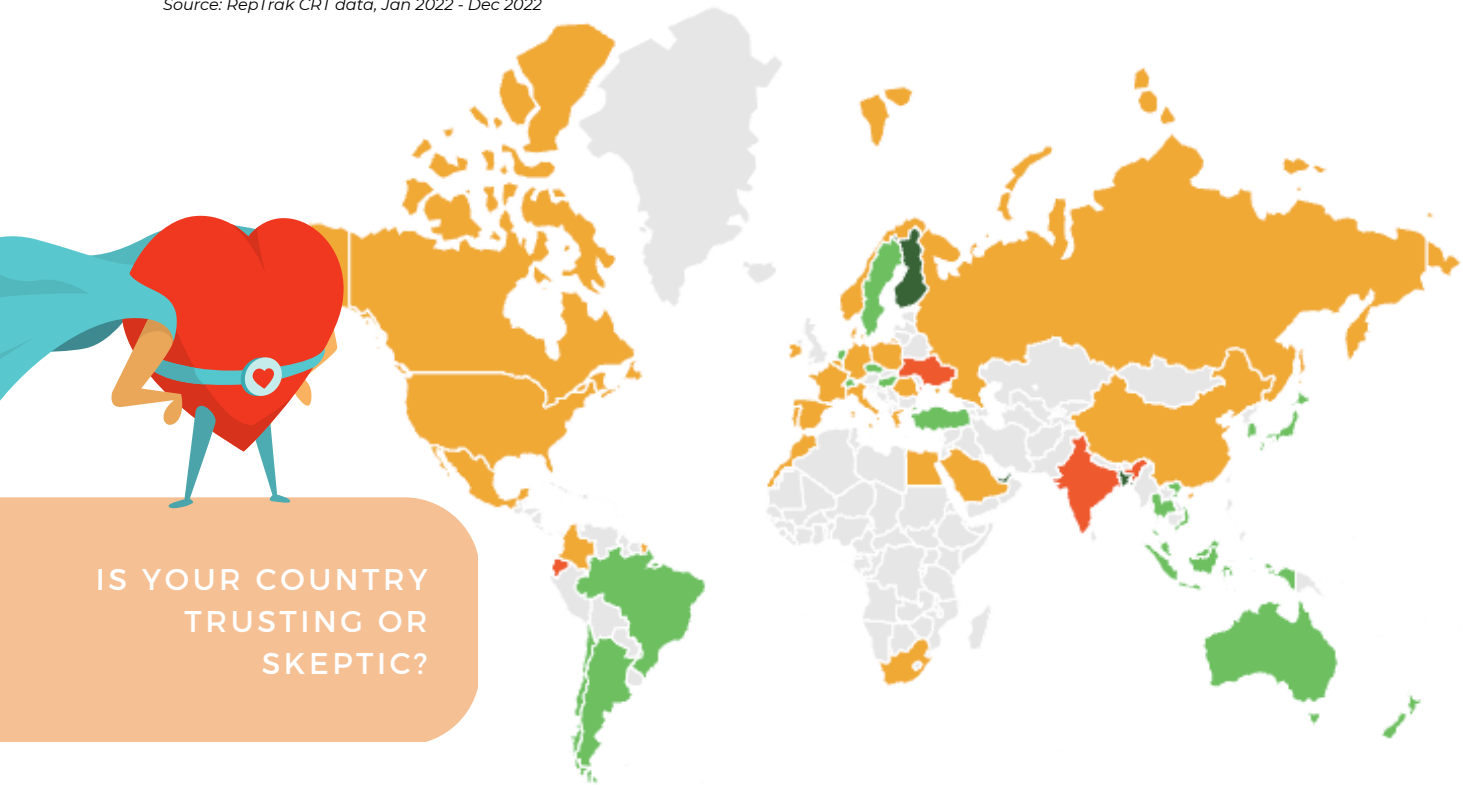 Source: RepTrak CRT data, Jan 2022 - Dec 2022
IS YOUR COUNTRY
TRUSTING OR
SKEPTIC?